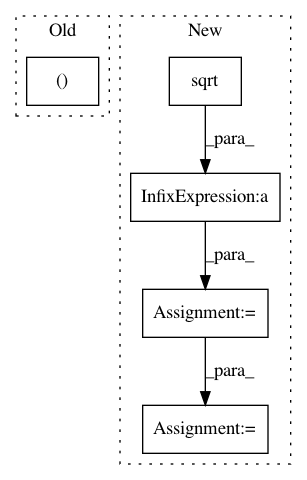 Old
New
()
sqrt
_para_
InfixExpression:a
_para_
Assignment:=
_para_
Assignment:=